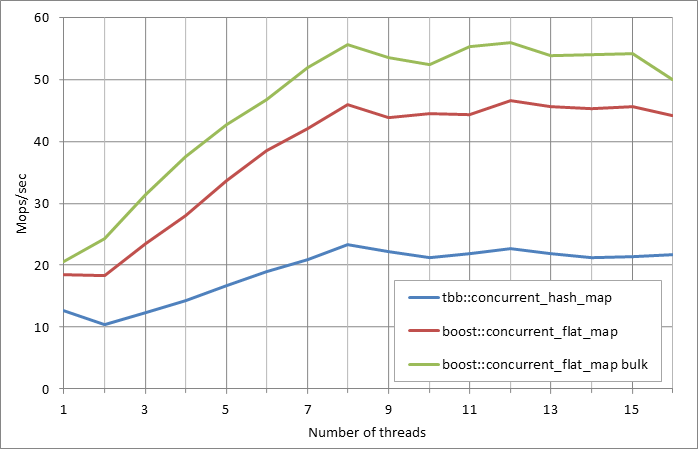 60
50
40
30
20
10
0
Mops/sec
tbb::concurrent_hash_map
boost::concurrent_flat_map
boost::concurrent_flat_map bulk
1 3 5 7 9 11 13 15
Number of threads